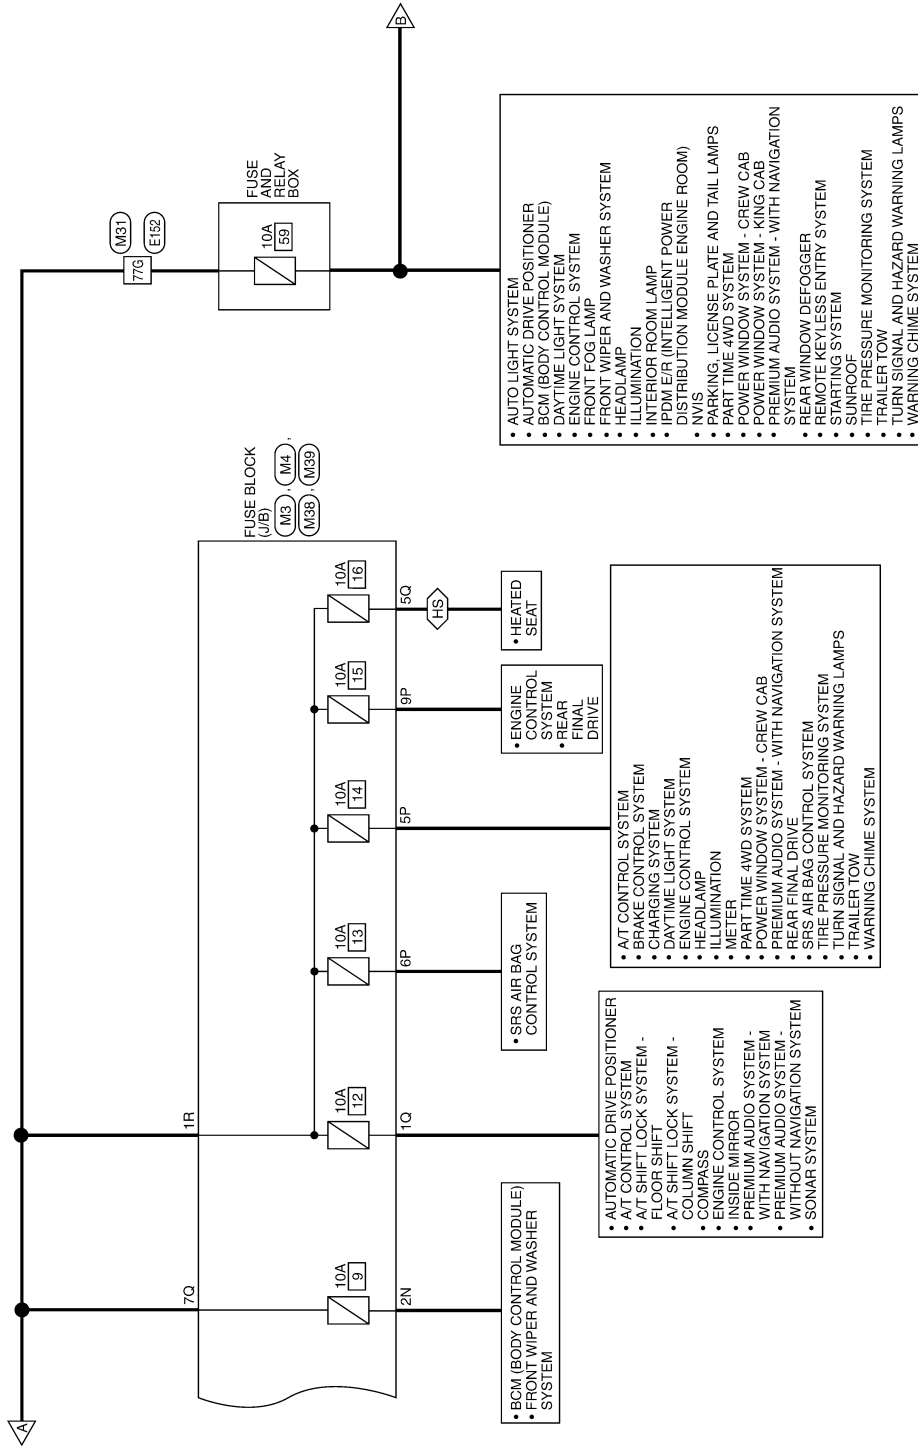 A
7Q
1R
77G
M31
E152
B
FUSE
AND
RELAY
BOX
10A
59
FUSE BLOCK
(J/B)
M3 , M4 ,
M38 , M39
10A
9
10A
12
10A
13
10A
14
10A
15
10A
16
2N
1Q
6P
5P
9P
5Q
HS
• BCM (BODY CONTROL MODULE)
• FRONT WIPER AND WASHER
SYSTEM
• AUTOMATIC DRIVE POSITIONER
• A/T CONTROL SYSTEM
• A/T SHIFT LOCK SYSTEM -
FLOOR SHIFT
• A/T SHIFT LOCK SYSTEM -
COLUMN SHIFT
• COMPASS
• ENGINE CONTROL SYSTEM
• INSIDE MIRROR
• PREMIUM AUDIO SYSTEM -
WITH NAVIGATION SYSTEM
• PREMIUM AUDIO SYSTEM -
WITHOUT NAVIGATION SYSTEM
• SONAR SYSTEM
• SRS AIR BAG
CONTROL SYSTEM
• A/T CONTROL SYSTEM
• BRAKE CONTROL SYSTEM
• CHARGING SYSTEM
• DAYTIME LIGHT SYSTEM
• ENGINE CONTROL SYSTEM
• HEADLAMP
• ILLUMINATION
• METER
• PART TIME 4WD SYSTEM
• POWER WINDOW SYSTEM - CREW CAB
• PREMIUM AUDIO SYSTEM - WITH NAVIGATION SYSTEM
• REAR FINAL DRIVE
• SRS AIR BAG CONTROL SYSTEM
• TIRE PRESSURE MONITORING SYSTEM
• TURN SIGNAL AND HAZARD WARNING LAMPS
• TRAILER TOW
• WARNING CHIME SYSTEM
• ENGINE
CONTROL
SYSTEM
• REAR
FINAL
DRIVE
• HEATED
SEAT
• AUTO LIGHT SYSTEM
• AUTOMATIC DRIVE POSITIONER
• BCM (BODY CONTROL MODULE)
• DAYTIME LIGHT SYSTEM
• ENGINE CONTROL SYSTEM
• FRONT FOG LAMP
• FRONT WIPER AND WASHER SYSTEM
• HEADLAMP
• ILLUMINATION
• INTERIOR ROOM LAMP
• IPDM E/R (INTELLIGENT POWER
DISTRIBUTION MODULE ENGINE ROOM)
• NVIS
• PARKING, LICENSE PLATE AND TAIL LAMPS
• PART TIME 4WD SYSTEM
• POWER WINDOW SYSTEM - CREW CAB
• POWER WINDOW SYSTEM - KING CAB
• PREMIUM AUDIO SYSTEM - WITH NAVIGATION
SYSTEM
• REAR WINDOW DEFOGGER
• REMOTE KEYLESS ENTRY SYSTEM
• STARTING SYSTEM
• SUNROOF
• TIRE PRESSURE MONITORING SYSTEM
• TRAILER TOW
• TURN SIGNAL AND HAZARD WARNING LAMPS
• WARNING CHIME SYSTEM